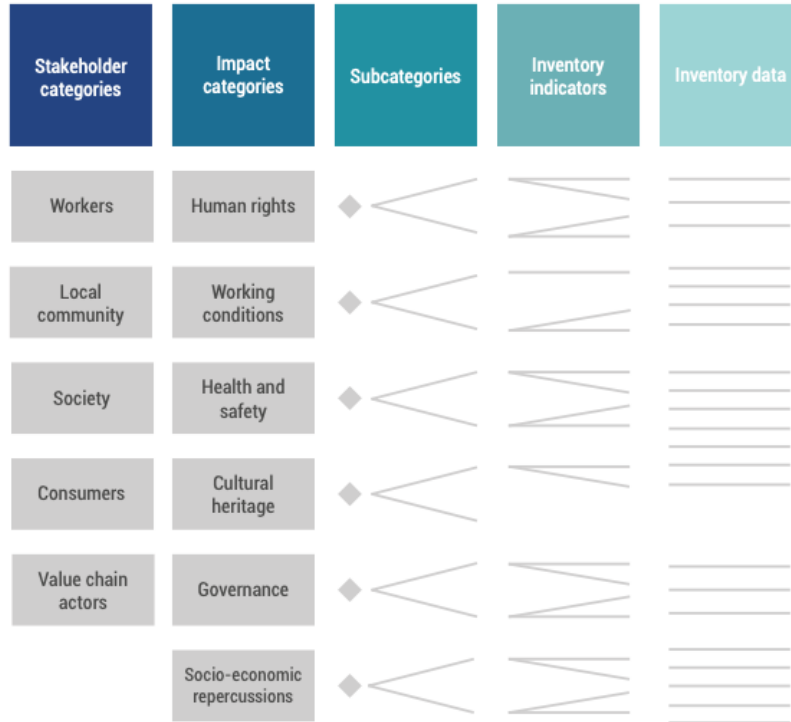 Stakeholder
categories
Impact
categories
Subcategories
Inventory
indicators
Inventory data
Workers
Human rights
Local
community
Working
conditions
Society
Health and
safety
Consumers
Cultural
heritage
Value chain
actors
Governance
Socio-economic
repercussions